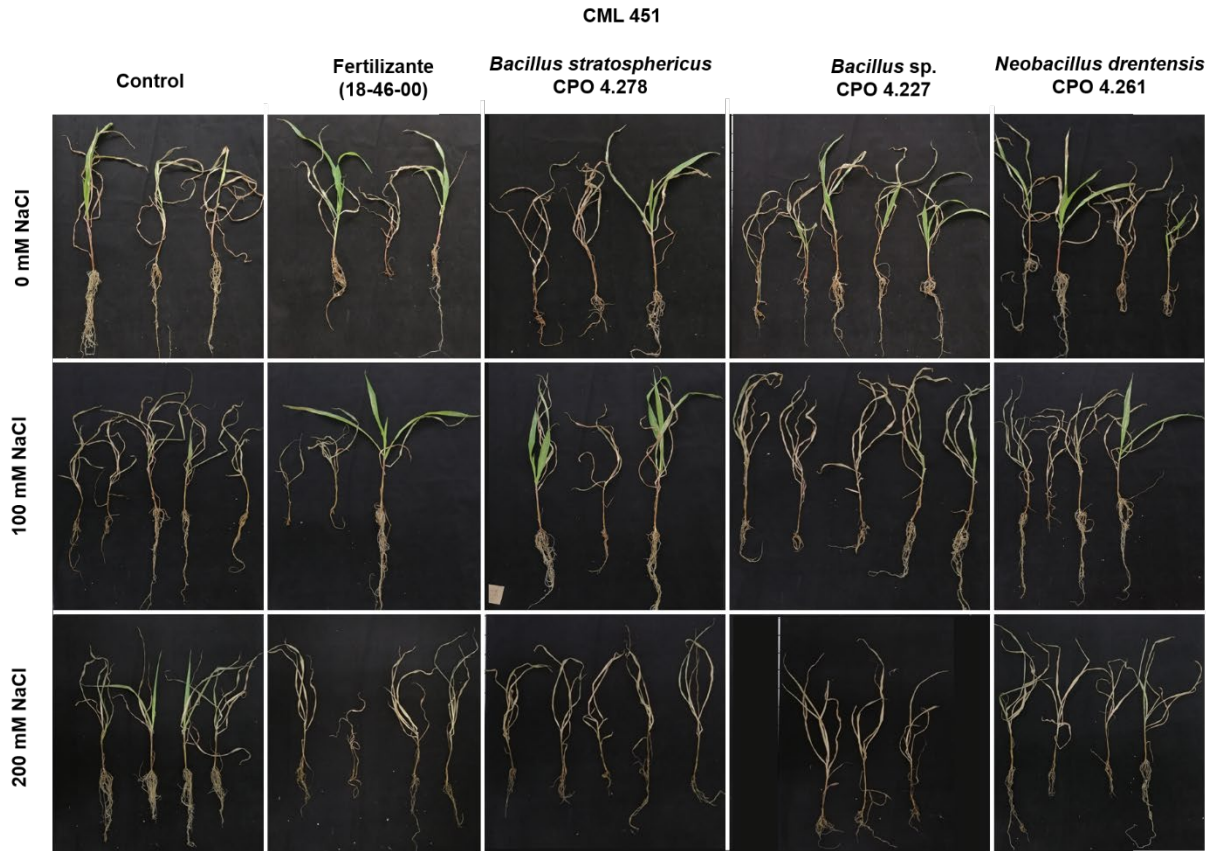 CML 451
Control
Fertilizante
(18-46-00)
Bacillus stratosphericus
CPO 4.278
Bacillus sp.
CPO 4.227
Neobacillus drentensis
CPO 4.261
0 mM NaCl
100 mM NaCl
200 mM NaCl